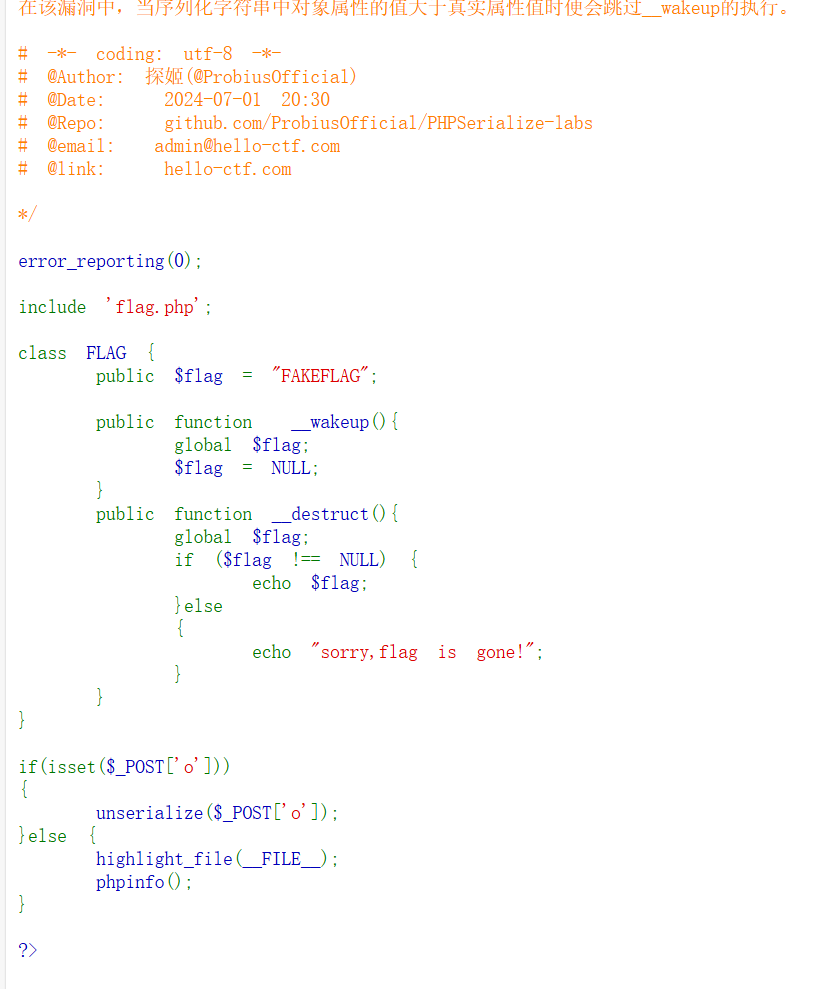 在该漏洞中，当序列化字符串中对象属性的值大于真实属性值时便会跳过__wakeup的执行。
# -*- coding: utf-8 -*-
# @Author: 探姬(@ProbiusOfficial)
# @Date: 2024-07-01 20:30
# @Repo: github.com/ProbiusOfficial/PHPSerialize-labs
# @email: admin@hello-ctf.com
# @link: hello-ctf.com
*/
error_reporting(0);
include 'flag.php';
class FLAG {
public $flag = "FAKEFLAG";
public function __wakeup(){
global $flag;
$flag = NULL;
}
public function __destruct(){
global $flag;
if ($flag !== NULL) {
echo $flag;
}else
{
echo "sorry,flag is gone!";
}
}
}
if(isset($_POST['o']))
{
unserialize($_POST['o']);
}else {
highlight_file(__FILE__);
phpinfo();
}
?>